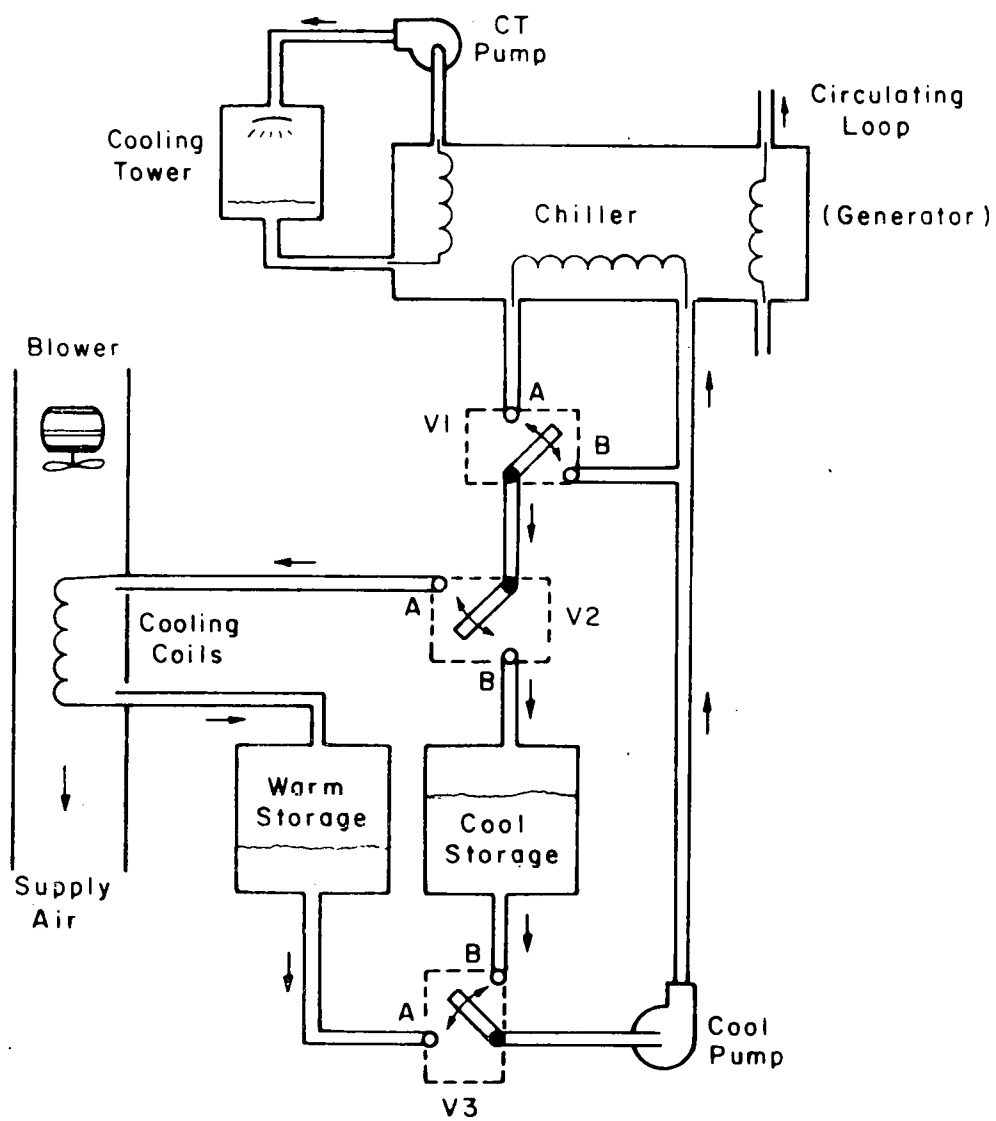 CT
Pump
Cooling
Tower
Circulating
Loop
Chiller
(Generator)
Blower
A
V1
B
A
V2
Cooling
Coils
B
Warm
Storage
Cool
Storage
Supply
Air
B
A
Cool
Pump
V3